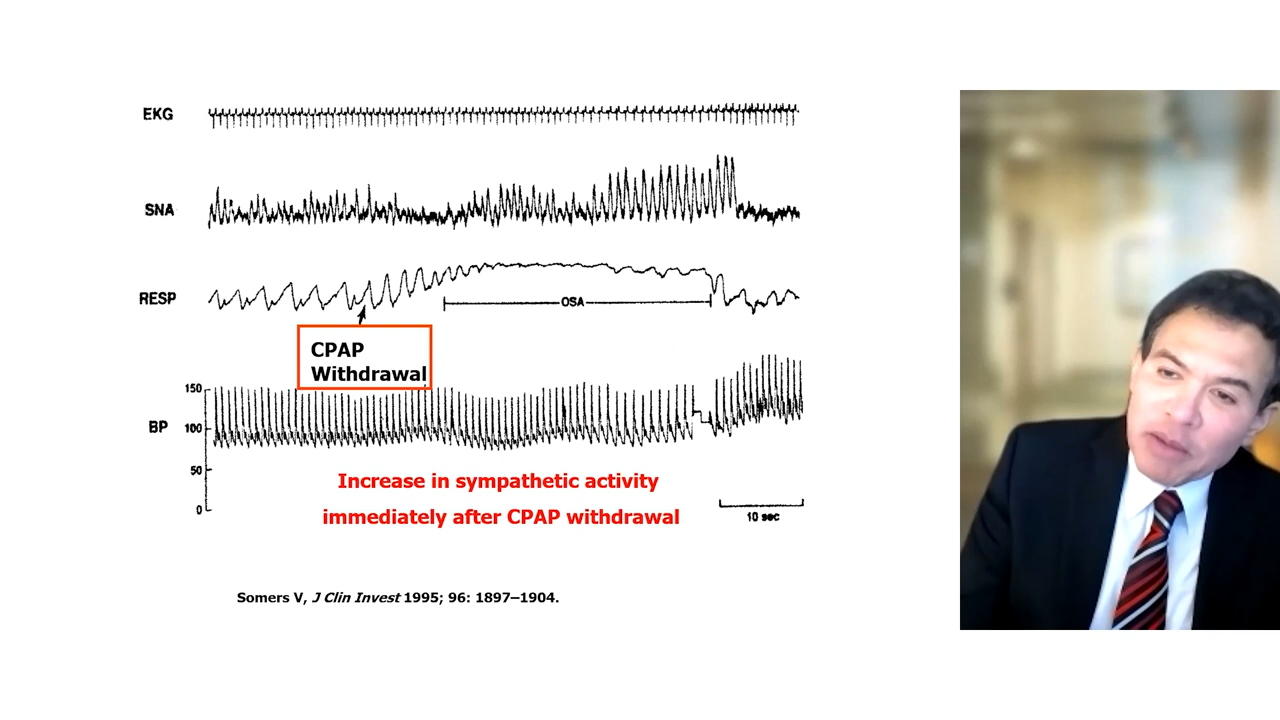 EKG
SNA
RESP
OSA
CPAP
Withdrawal
150
BP
100
50
0
Increase in sympathetic activity
immediately after CPAP withdrawal
10 sec
Somers V, J Clin Invest 1995; 96: 1897–1904.